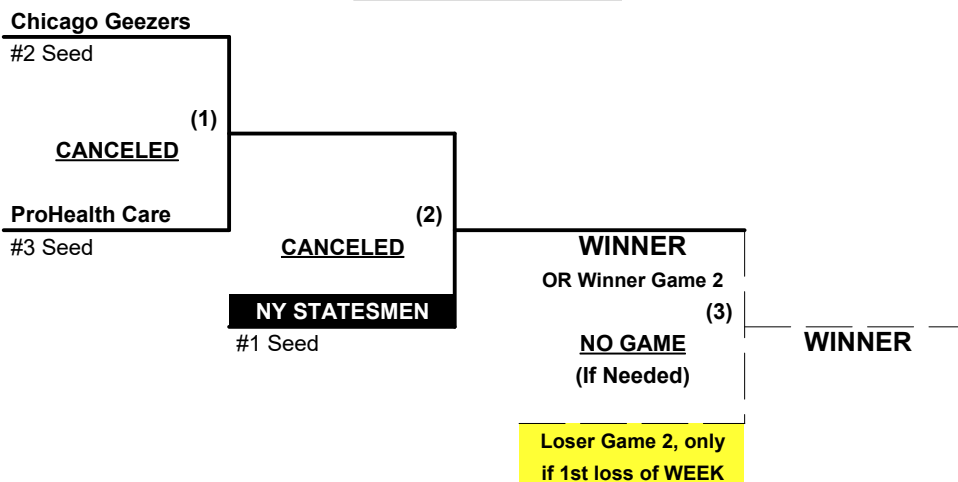 Chicago Geezers
#2 Seed
(1)
CANCELED
ProHealth Care
#3 Seed
(2)
CANCELED
NY STATESMEN
#1 Seed
WINNER
OR Winner Game 2
(3)
NO GAME
(If Needed)
WINNER
Loser Game 2, only
if 1st loss of WEEK